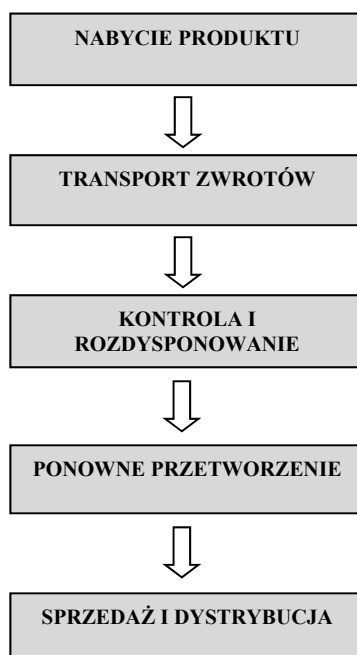 NABYCIE PRODUKTU
TRANSPORT ZWROTÓW
KONTROLA I
ROZDYSPONOWANIE
PONOWNE PRZETWORZENIE
SPRZEDAŻ I DYSTRYBUCJA